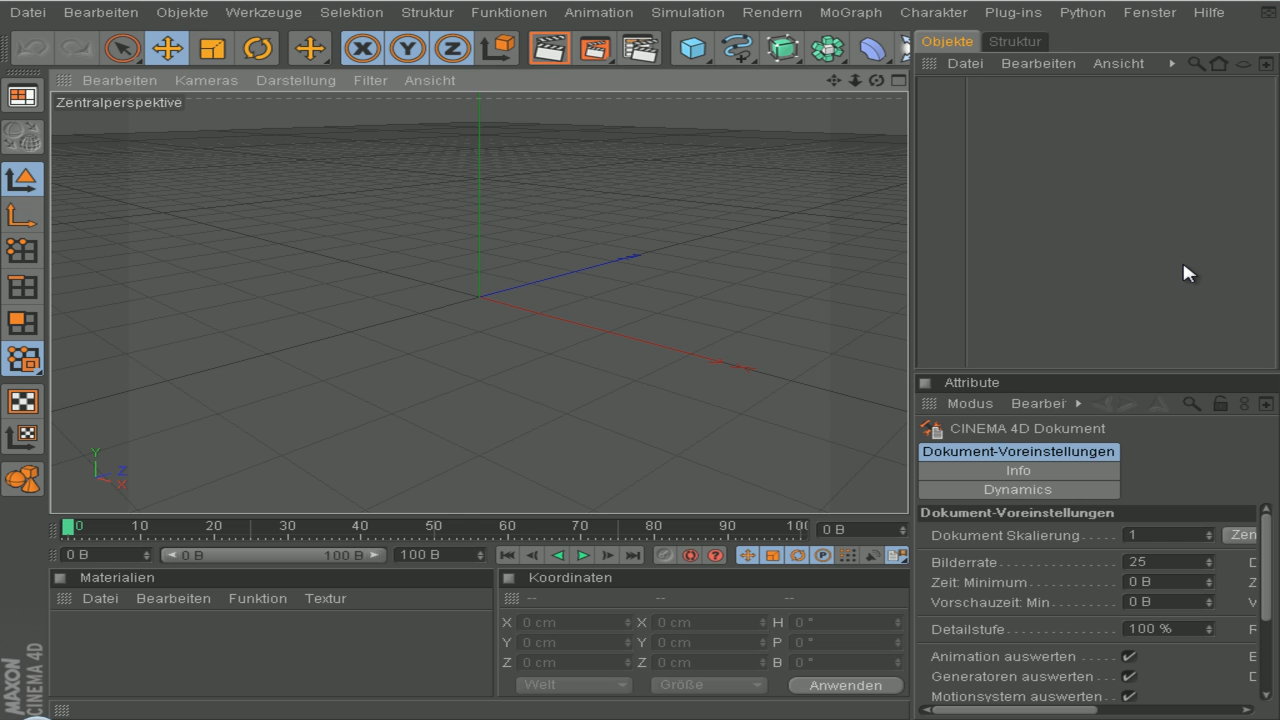 Datei Bearbeiten Objekte Werkzeuge Selektion Struktur Funktionen Animation Simulation Rendern MoGraph Charakter Plug-ins Python Fenster Hilfe
Objekte Struktur
Datei Bearbeiten Ansicht
Bearbeiten Kameras Darstellung Filter Ansicht
Zentralperspektive
X Y Z
Y
Z
X
0 10 20 30 40 50 60 70 80 90 0 B
0 B 0 B 100 B 100 B
Materialien
Datei Bearbeiten Funktion Textur
Koordinaten
-- -- --
X 0 cm X 0 cm H 0 °
Y 0 cm Y 0 cm P 0 °
Z 0 cm Z 0 cm B 0 °
Welt Größe Anwenden
Attribute
Modus Bearbei
CINEMA 4D Dokument
Dokument-Voreinstellungen
Info
Dynamics
Dokument-Voreinstellungen
Dokument Skalierung ..... 1 Zen
Bilderrate 25
Zeit: Minimum 0 B Z
Vorschauzeit: Min 0 B
Detailstufe 100 %
Animation auswerten
Generatoren auswerten
Motionsystem auswerten
MAXON
CINEMA 4D